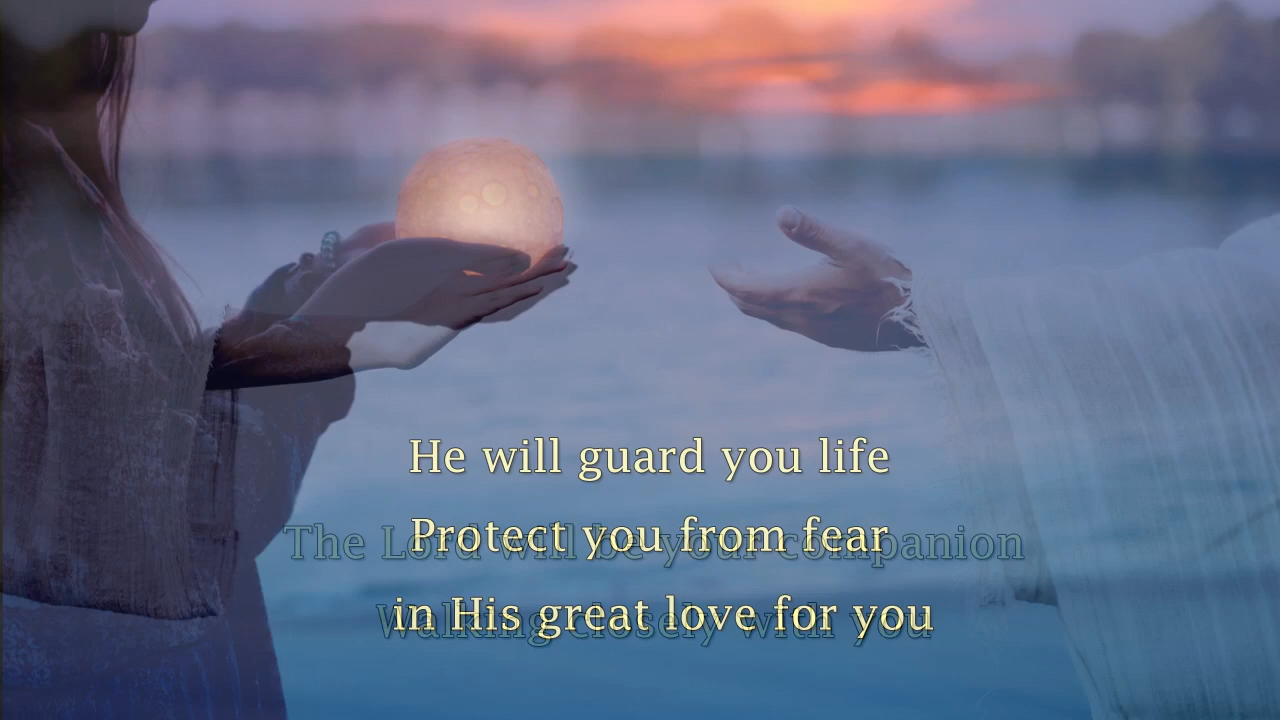 He will guard you life
Protect you from fear
The Lord will be your companion
in His great love for you
Walking closely with you